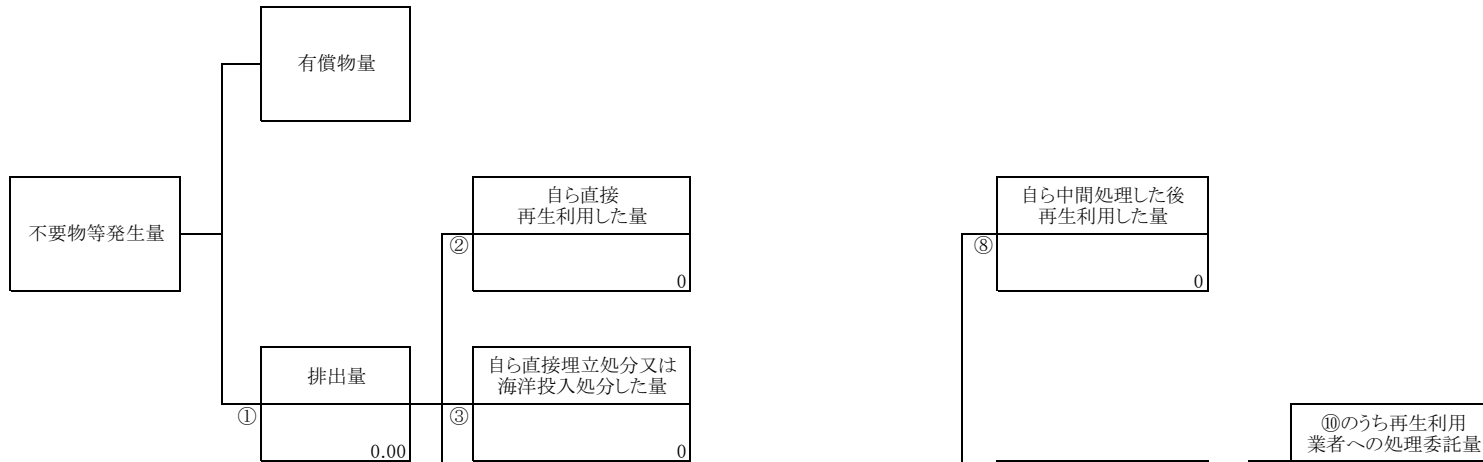 有償物量
不要物等発生量
自ら直接
再生利用した量
②
0
自ら中間処理した後
再生利用した量
⑧
0
排出量
①
0.00
自ら直接埋立処分又は
海洋投入処分した量
③
0
⑩のうち再生利用
業者への処理委託量